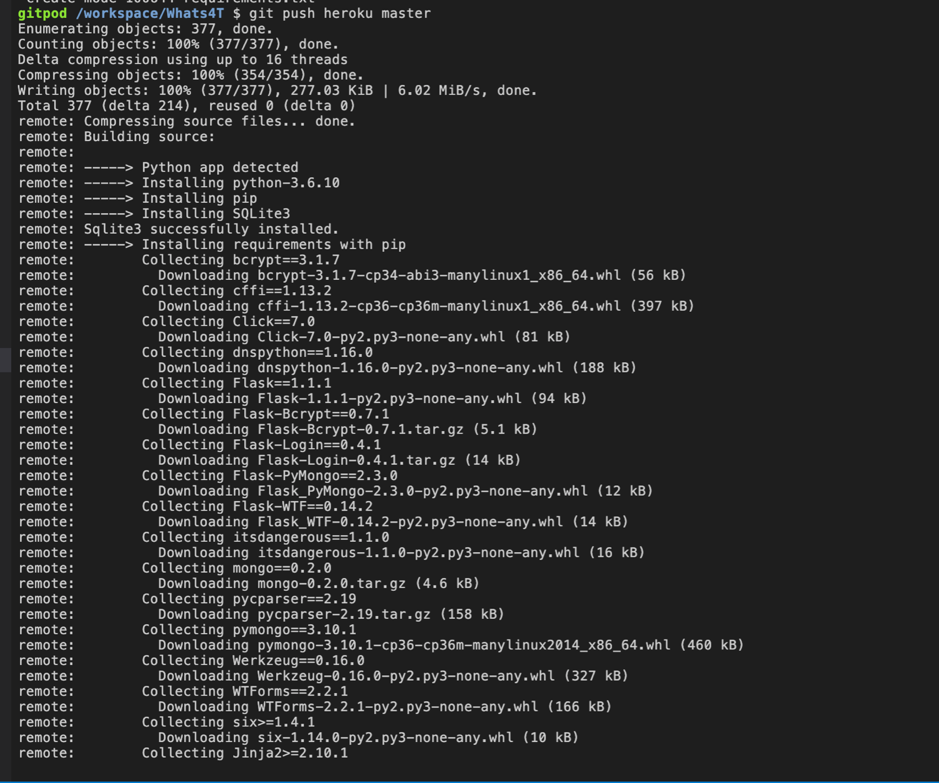 create mode 100644 requirements.txt
gitpod /workspace/Whats4T $ git push heroku master
Enumerating objects: 377, done.
Counting objects: 100% (377/377), done.
Delta compression using up to 16 threads
Compressing objects: 100% (354/354), done.
Writing objects: 100% (377/377), 277.03 KiB | 6.02 MiB/s, done.
Total 377 (delta 214), reused 0 (delta 0)
remote: Compressing source files... done.
remote: Building source:
remote:
remote: -----> Python app detected
remote: -----> Installing python-3.6.10
remote: -----> Installing pip
remote: -----> Installing SQLite3
remote: Sqlite3 successfully installed.
remote: -----> Installing requirements with pip
remote:        Collecting bcrypt==3.1.7
remote:          Downloading bcrypt-3.1.7-cp34-abi3-manylinux1_x86_64.whl (56 kB)
remote:        Collecting cffi==1.13.2
remote:          Downloading cffi-1.13.2-cp36-cp36m-manylinux1_x86_64.whl (397 kB)
remote:        Collecting Click==7.0
remote:          Downloading Click-7.0-py2.py3-none-any.whl (81 kB)
remote:        Collecting dnspython==1.16.0
remote:          Downloading dnspython-1.16.0-py2.py3-none-any.whl (188 kB)
remote:        Collecting Flask==1.1.1
remote:          Downloading Flask-1.1.1-py2.py3-none-any.whl (94 kB)
remote:        Collecting Flask-Bcrypt==0.7.1
remote:          Downloading Flask-Bcrypt-0.7.1.tar.gz (5.1 kB)
remote:        Collecting Flask-Login==0.4.1
remote:          Downloading Flask-Login-0.4.1.tar.gz (14 kB)
remote:        Collecting Flask-PyMongo==2.3.0
remote:          Downloading Flask_PyMongo-2.3.0-py2.py3-none-any.whl (12 kB)
remote:        Collecting Flask-WTF==0.14.2
remote:          Downloading Flask_WTF-0.14.2-py2.py3-none-any.whl (14 kB)
remote:        Collecting itsdangerous==1.1.0
remote:          Downloading itsdangerous-1.1.0-py2.py3-none-any.whl (16 kB)
remote:        Collecting mongo==0.2.0
remote:          Downloading mongo-0.2.0.tar.gz (4.6 kB)
remote:        Collecting pycparser==2.19
remote:          Downloading pycparser-2.19.tar.gz (158 kB)
remote:        Collecting pymongo==3.10.1
remote:          Downloading pymongo-3.10.1-cp36-cp36m-manylinux2014_x86_64.whl (460 kB)
remote:        Collecting Werkzeug==0.16.0
remote:          Downloading Werkzeug-0.16.0-py2.py3-none-any.whl (327 kB)
remote:        Collecting WTForms==2.2.1
remote:          Downloading WTForms-2.2.1-py2.py3-none-any.whl (166 kB)
remote:        Collecting six>=1.4.1
remote:          Downloading six-1.14.0-py2.py3-none-any.whl (10 kB)
remote:        Collecting Jinja2>=2.10.1